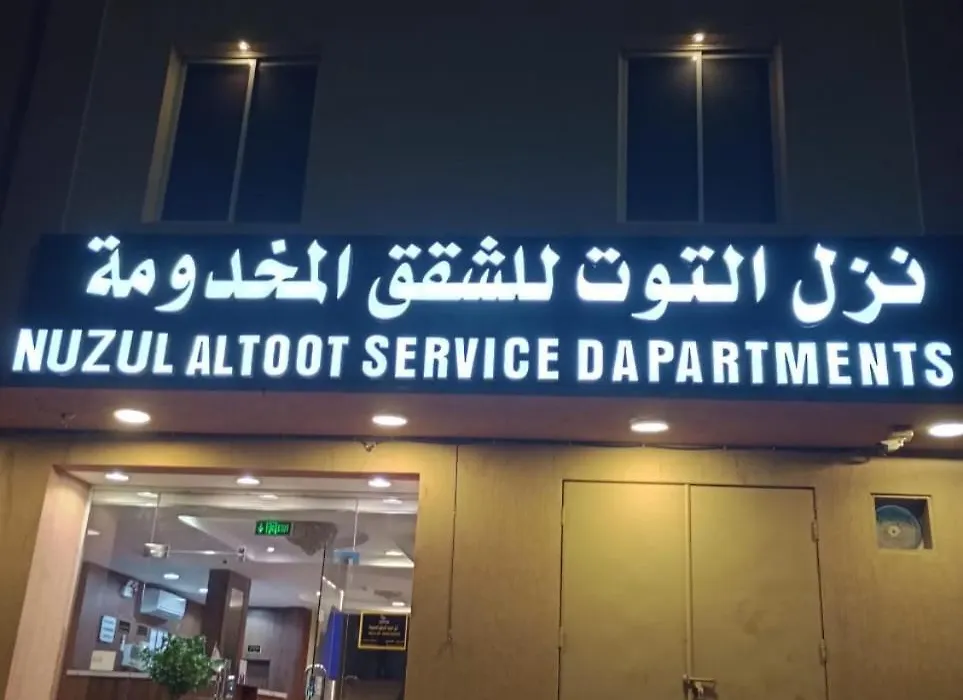 نزل التوت للشقق المخدومة
NUZUL ALTOOT SERVICE DAPARTMENTS